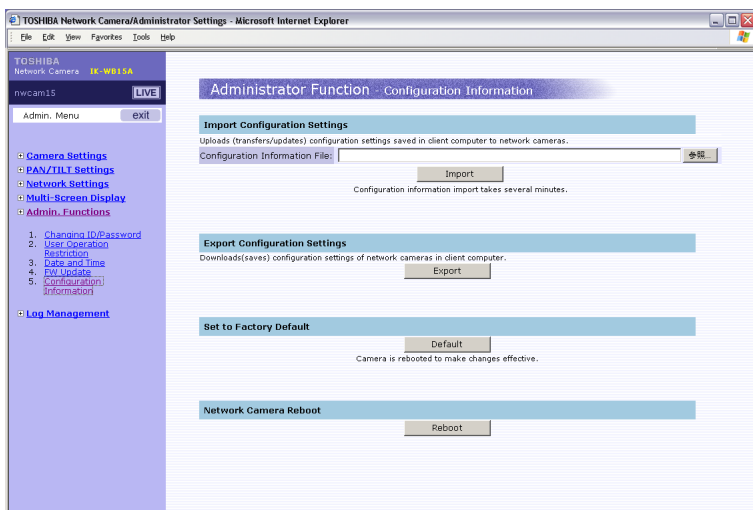 TOSHIBA Network Camera/Administrator Settings - Microsoft Internet Explorer
File Edit View Favorites Tools Help
TOSHIBA
Network Camera IK-WB15A
nwcam15 LIVE
Admin. Menu exit
Camera Settings
PAN/TILT Settings
Network Settings
Multi-Screen Display
Admin. Functions
1. Changing ID/Password
2. User Operation
Restriction
3. Date and Time
4. FW Update
5. Configuration
Information
Log Management
Administrator Function - Configuration Information
Import Configuration Settings
Uploads (transfers/updates) configuration settings saved in client computer to network cameras.
Configuration Information File: 参照...
Import
Configuration information import takes several minutes.
Export Configuration Settings
Downloads(saves) configuration settings of network cameras in client computer.
Export
Set to Factory Default
Default
Camera is rebooted to make changes effective.
Network Camera Reboot
Reboot